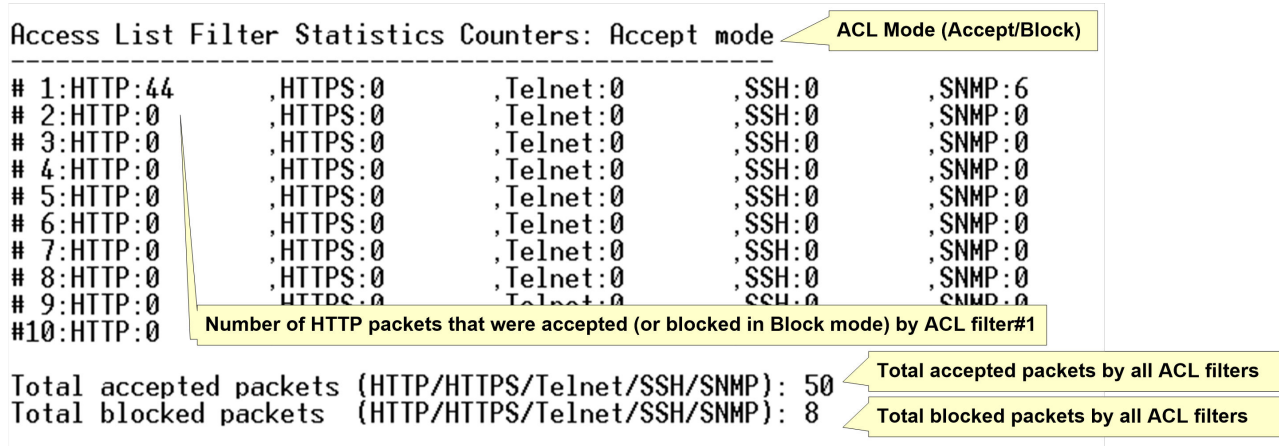 Access List Filter Statistics Counters: Accept mode
ACL Mode (Accept/Block)
----------------------------------------------------
# 1:HTTP:44 ,HTTPS:0 ,Telnet:0 ,SSH:0 ,SNMP:6
# 2:HTTP:0 ,HTTPS:0 ,Telnet:0 ,SSH:0 ,SNMP:0
# 3:HTTP:0 ,HTTPS:0 ,Telnet:0 ,SSH:0 ,SNMP:0
# 4:HTTP:0 ,HTTPS:0 ,Telnet:0 ,SSH:0 ,SNMP:0
# 5:HTTP:0 ,HTTPS:0 ,Telnet:0 ,SSH:0 ,SNMP:0
# 6:HTTP:0 ,HTTPS:0 ,Telnet:0 ,SSH:0 ,SNMP:0
# 7:HTTP:0 ,HTTPS:0 ,Telnet:0 ,SSH:0 ,SNMP:0
# 8:HTTP:0 ,HTTPS:0 ,Telnet:0 ,SSH:0 ,SNMP:0
# 9:HTTP:0 HTTPS:0 Telnet:0 SSH:0 SNMP:0
#10:HTTP:0
Number of HTTP packets that were accepted (or blocked in Block mode) by ACL filter#1
Total accepted packets (HTTP/HTTPS/Telnet/SSH/SNMP): 50
Total accepted packets by all ACL filters
Total blocked packets (HTTP/HTTPS/Telnet/SSH/SNMP): 8
Total blocked packets by all ACL filters